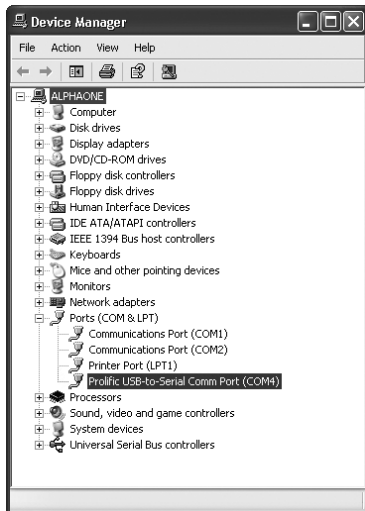 Device Manager
File Action View Help
ALPHAONE
Computer
Disk drives
Display adapters
DVD/CD-ROM drives
Floppy disk controllers
Floppy disk drives
Human Interface Devices
IDE ATA/ATAPI controllers
IEEE 1394 Bus host controllers
Keyboards
Mice and other pointing devices
Monitors
Network adapters
Ports (COM & LPT)
Communications Port (COM1)
Communications Port (COM2)
Printer Port (LPT1)
Prolific USB-to-Serial Comm Port (COM4)
Processors
Sound, video and game controllers
System devices
Universal Serial Bus controllers